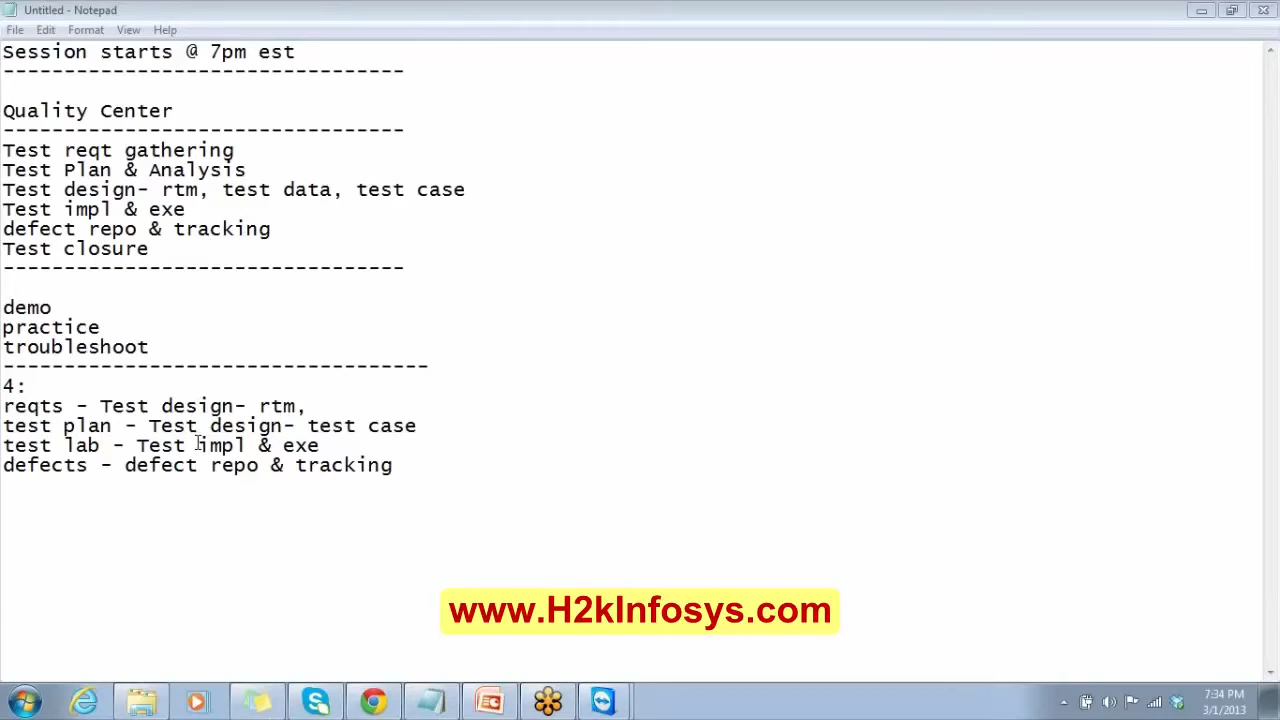 Untitled - Notepad
File Edit Format View Help
Session starts @ 7pm est
---------------------------------
Quality Center
---------------------------------
Test reqt gathering
Test Plan & Analysis
Test design- rtm, test data, test case
Test impl & exe
defect repo & tracking
Test closure
---------------------------------
demo
practice
troubleshoot
-----------------------------------
4:
reqts - Test design- rtm,
test plan - Test design- test case
test lab - Test impl & exe
defects - defect repo & tracking
www.H2kInfosys.com
7:34 PM
3/1/2013